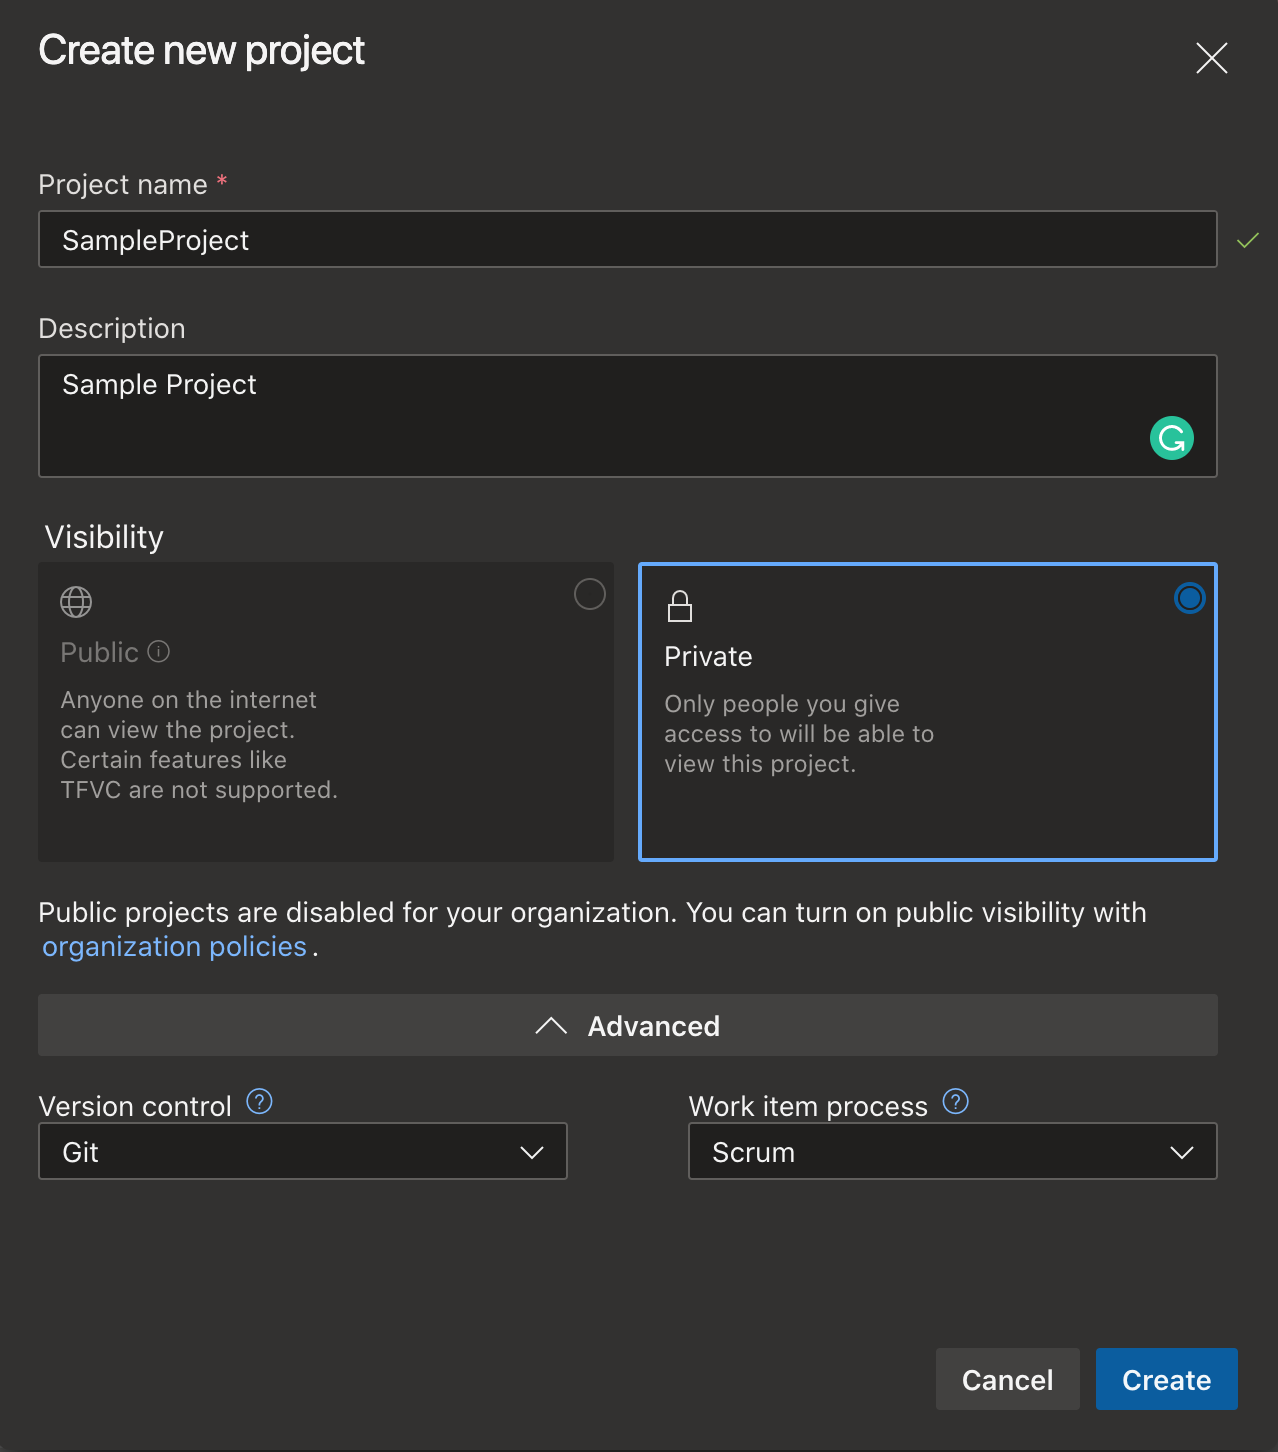 Create new project
Project name *
SampleProject
Description
Sample Project
Visibility
Public
Anyone on the internet
can view the project.
Certain features like
TFVC are not supported.
Private
Only people you give
access to will be able to
view this project.
Public projects are disabled for your organization. You can turn on public visibility with
organization policies .
Advanced
Version control ?
Git
Work item process ?
Scrum
Cancel
Create